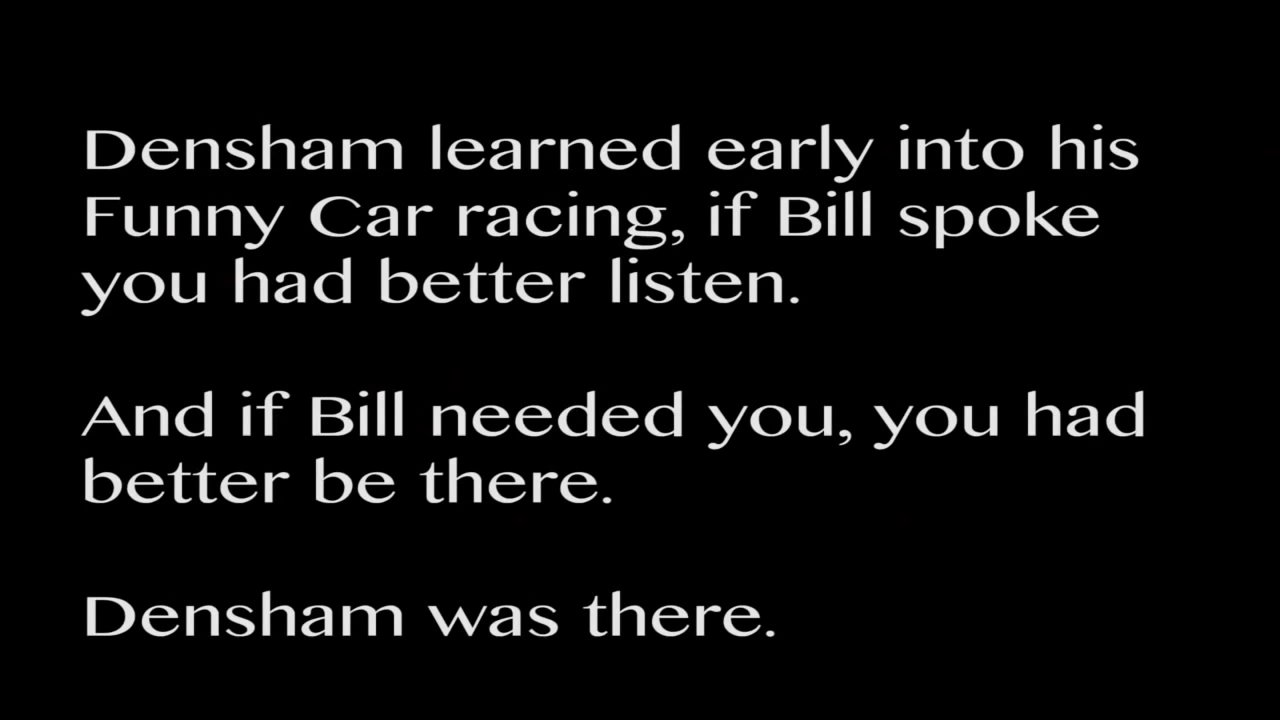 Densham learned early into his
Funny Car racing, if Bill spoke
you had better listen.
And if Bill needed you, you had
better be there.
Densham was there.